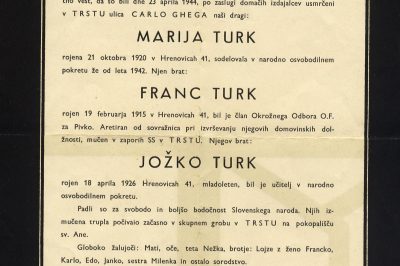 žno vest, da so bili dne 23 aprila 1944, po zaslugi domačih izdajalcev usmrčeni
v TRSTU ulica CARLO GHEGA naši dragi:
MARIJA TURK
rojena 21 oktobra 1920 v Hrenovicah 41, sodelovala v narodno osvobodilnem
pokretu že od leta 1942. Njen brat:
FRANC TURK
rojen 19 februarja 1915 v Hrenovicah 41, bil je član Okrožnega Odbora O.F.
za Pivko. Aretiran od sovražnica pri izvrševanju njegovih domovinskih dol-
žnosti, mučen v zaporih SS v TRSTU. Njegov brat:
JOŽKO TURK
rojen 18 aprila 1926 Hrenovicah 41, mladoleten, bil je učitelj v narodno
osvobodilnem pokretu.
Padli so za svobodo in boljšo bodočnost Slovenskega naroda. Njih iz-
mučena trupla počivajo začasno v skupnem grobu v TRSTU na pokopališču
sv. Ane.
Globoko žalujoči: Mati, oče, teta Nežka, brotje: Lojze z ženo Francko,
Karlo, Edo, Janko, sestra Milenka in ostalo sorodstvo.